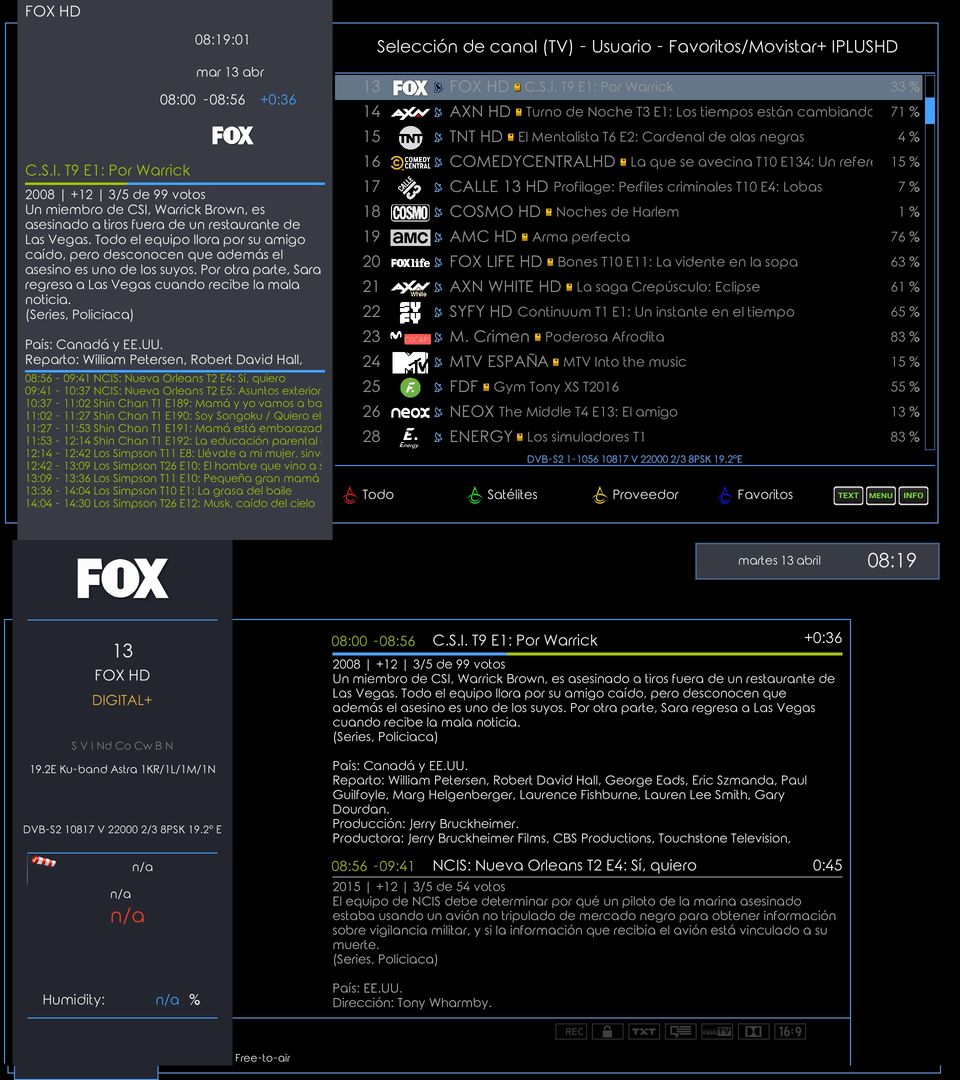 FOX HD
08:19:01
mar 13 abr
08:00 -08:56 +0:36
FOX
C.S.I. T9 E1: Por Warrick
2008 | +12 | 3/5 de 99 votos
Un miembro de CSI, Warrick Brown, es
asesinado a tiros fuera de un restaurante de
Las Vegas. Todo el equipo llora por su amigo
caído, pero desconocen que además el
asesino es uno de los suyos. Por otra parte, Sara
regresa a Las Vegas cuando recibe la mala
noticia.
(Series, Policiaca)
País: Canadá y EE.UU.
Reparto: William Petersen, Robert David Hall,
08:56 - 09:41 NCIS: Nueva Orleans T2 E4: Sí, quiero
09:41 - 10:37 NCIS: Nueva Orleans T2 E5: Asuntos exterior
10:37 - 11:02 Shin Chan T1 E189: Mamá y yo vamos a ba
11:02 - 11:27 Shin Chan T1 E190: Soy Songoku / Quiero el
11:27 - 11:53 Shin Chan T1 E191: Mamá está embarazad
11:53 - 12:14 Shin Chan T1 E192: La educación parental
12:14 - 12:42 Los Simpson T11 E8: Llévate a mi mujer, sinv
12:42 - 13:09 Los Simpson T26 E10: El hombre que vino a s
13:09 - 13:36 Los Simpson T11 E10: Pequeña gran mamá
13:36 - 14:04 Los Simpson T10 E1: La grasa del baile
14:04 - 14:30 Los Simpson T26 E12: Musk, caído del cielo
Selección de canal (TV) - Usuario - Favoritos/Movistar+ IPLUSHD
13 FOX FOX HD C.S.I. T9 E1: Por Warrick 33 %
14 AXN AXN HD Turno de Noche T3 E1: Los tiempos están cambiando 71 %
15 TNT TNT HD El Mentalista T6 E2: Cardenal de alas negras 4 %
16 COMEDY CENTRAL COMEDYCENTRALHD La que se avecina T10 E134: Un refere 15 %
17 CALLE 13 CALLE 13 HD Profilage: Perfiles criminales T10 E4: Lobas 7 %
18 COSMO COSMO HD Noches de Harlem 1 %
19 amc AMC HD Arma perfecta 76 %
20 FOXlife FOX LIFE HD Bones T10 E11: La vidente en la sopa 63 %
21 AXN White AXN WHITE HD La saga Crepúsculo: Eclipse 61 %
22 SYFY SYFY HD Continuum T1 E1: Un instante en el tiempo 65 %
23 M. Crimen Poderosa Afrodita 83 %
24 MTV MTV ESPAÑA MTV Into the music 15 %
25 F FDF Gym Tony XS T2016 55 %
26 neox NEOX The Middle T4 E13: El amigo 13 %
28 E. Energy ENERGY Los simuladores T1 83 %
DVB-S2 1-1056 10817 V 22000 2/3 8PSK 19.2°E
Todo Satélites Proveedor Favoritos TEXT MENU INFO
martes 13 abril 08:19
FOX
13
FOX HD
DIGITAL+
S V I Nd Co Cw B N
19.2E Ku-band Astra 1KR/1L/1M/1N
DVB-S2 10817 V 22000 2/3 8PSK 19.2° E
n/a
n/a
n/a
Humidity: n/a %
08:00 -08:56 C.S.I. T9 E1: Por Warrick +0:36
2008 | +12 | 3/5 de 99 votos
Un miembro de CSI, Warrick Brown, es asesinado a tiros fuera de un restaurante de
Las Vegas. Todo el equipo llora por su amigo caído, pero desconocen que
además el asesino es uno de los suyos. Por otra parte, Sara regresa a Las Vegas
cuando recibe la mala noticia.
(Series, Policiaca)
País: Canadá y EE.UU.
Reparto: William Petersen, Robert David Hall, George Eads, Eric Szmanda, Paul
Guilfoyle, Marg Helgenberger, Laurence Fishburne, Lauren Lee Smith, Gary
Dourdan.
Producción: Jerry Bruckheimer.
Productora: Jerry Bruckheimer Films, CBS Productions, Touchstone Television,
08:56 -09:41 NCIS: Nueva Orleans T2 E4: Sí, quiero 0:45
2015 | +12 | 3/5 de 54 votos
El equipo de NCIS debe determinar por qué un piloto de la marina asesinado
estaba usando un avión no tripulado de mercado negro para obtener información
sobre vigilancia militar, y si la información que recibía el avión está vinculado a su
muerte.
(Series, Policiaca)
País: EE.UU.
Dirección: Tony Wharmby.
REC TXT HbbTV 16:9
Free-to-air